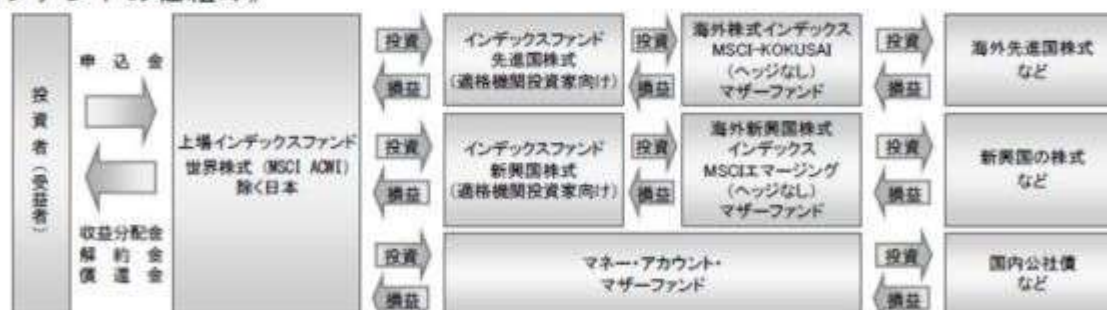 投資者(受益者)
申込金
収益分配金
解約金
償還金
上場インデックスファンド
世界株式(MSCI ACWI)
除く日本
投資
損益
インデックスファンド
先進国株式
(適格機関投資家向け)
投資
損益
海外株式インデックス
MSCI-KOKUSAI
(ヘッジなし)
マザーファンド
投資
損益
海外先進国株式
など
投資
損益
インデックスファンド
新興国株式
(適格機関投資家向け)
投資
損益
海外新興国株式
インデックス
MSCIエマージング
(ヘッジなし)
マザーファンド
投資
損益
新興国の株式
など
投資
損益
マネー・アカウント・
マザーファンド
投資
損益
国内公社債
など